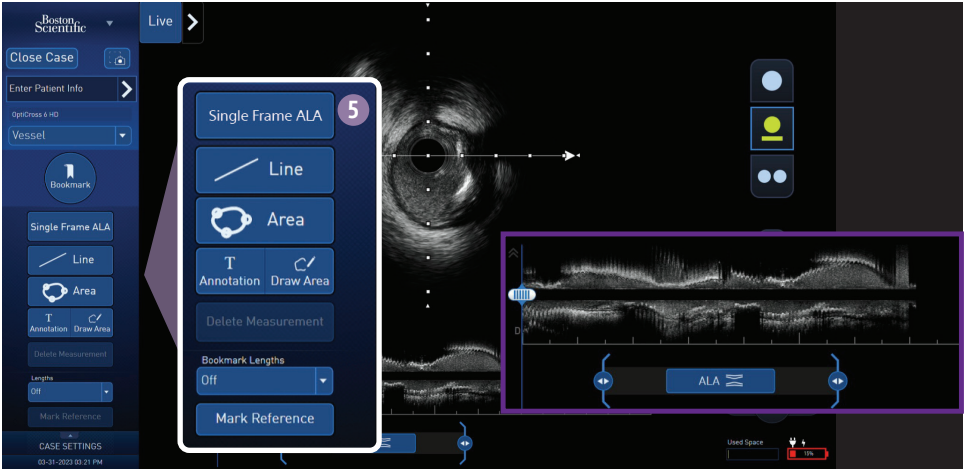 Boston
Scientific
Live
Close Case
Enter Patient Info
OptiCross 6 HD
Vessel
Bookmark
Single Frame ALA
Line
Area
T
Annotation
Draw Area
Delete Measurement
Lengths
Off
Mark Reference
CASE SETTINGS
03-31-2023 03:21 PM
Single Frame ALA
5
Line
Area
T
Annotation
Draw Area
Delete Measurement
Bookmark Lengths
Off
Mark Reference
D
ALA
Used Space
15%